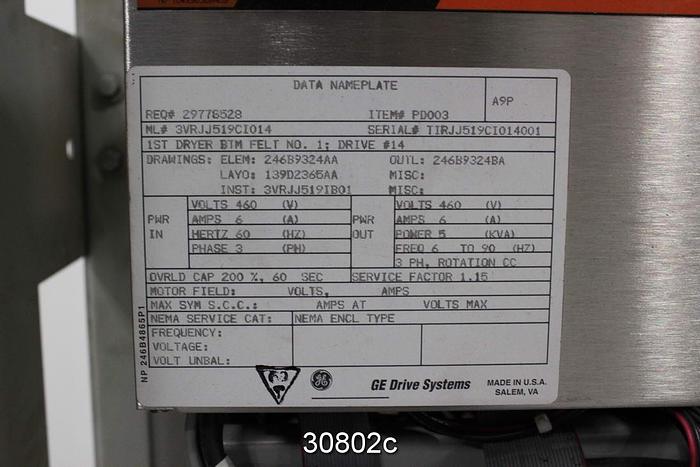 DATA NAMEPLATE
A9P
REQ# 29778528 ITEM# PD003
ML# 3VRJJ519CI014 SERIAL# TIRJJ519CI014001
1ST DRYER BTM FELT NO. 1; DRIVE #14
DRAWINGS: ELEM: 246B9324AA OUTL: 246B9324BA
LAYO: 139D2365AA MISC:
INST: 3VRJJ519IB01 MISC:
PWR IN
VOLTS 460 (V)
AMPS 6 (A)
HERTZ 60 (HZ)
PHASE 3 (PH)
PWR OUT
VOLTS 460 (V)
AMPS 6 (A)
POWER 5 (KVA)
FREQ 6 TO 90 (HZ)
3 PH, ROTATION CC
OVRLD CAP 200 %, 60 SEC SERVICE FACTOR 1.15
MOTOR FIELD: VOLTS, AMPS
MAX SYM S.C.C.: AMPS AT VOLTS MAX
NEMA SERVICE CAT: NEMA ENCL TYPE
FREQUENCY:
VOLTAGE:
VOLT UNBAL:
NP 246B4865P1
GE GE Drive Systems MADE IN U.S.A.
SALEM, VA
30802c